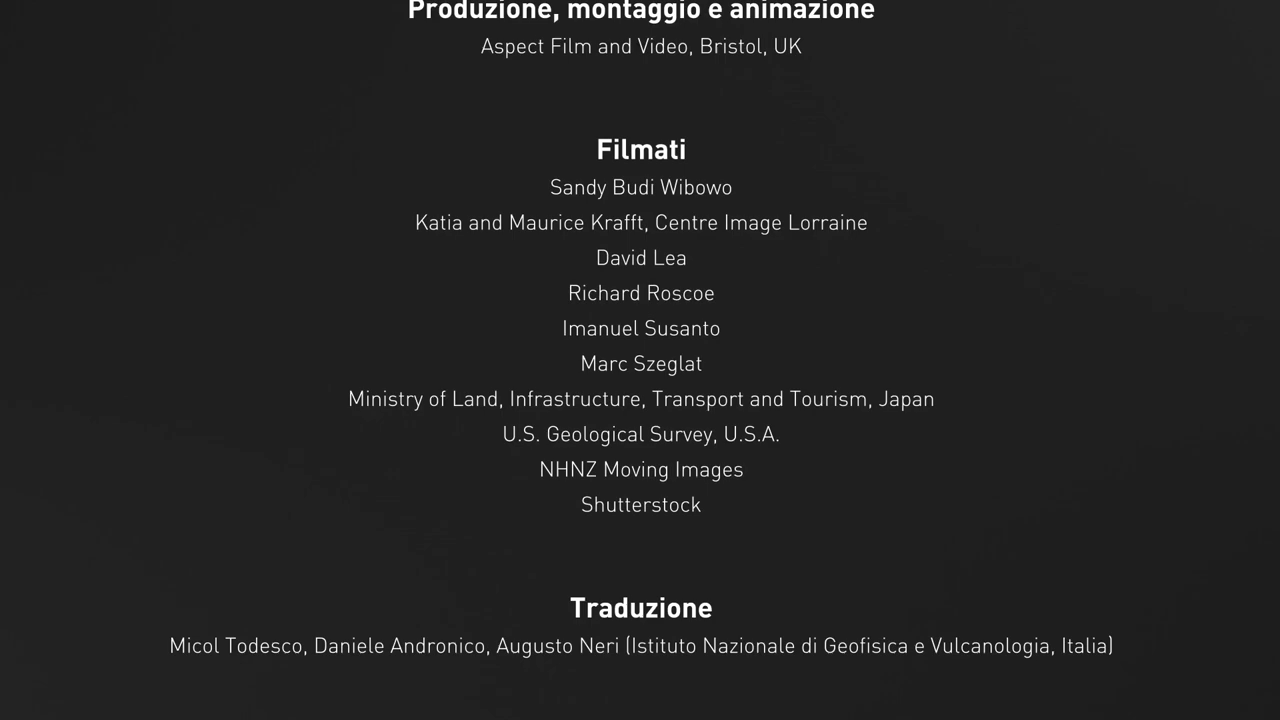 Produzione, montaggio e animazione
Aspect Film and Video, Bristol, UK
Filmati
Sandy Budi Wibowo
Katia and Maurice Krafft, Centre Image Lorraine
David Lea
Richard Roscoe
Imanuel Susanto
Marc Szeglat
Ministry of Land, Infrastructure, Transport and Tourism, Japan
U.S. Geological Survey, U.S.A.
NHNZ Moving Images
Shutterstock
Traduzione
Micol Todesco, Daniele Andronico, Augusto Neri (Istituto Nazionale di Geofisica e Vulcanologia, Italia)